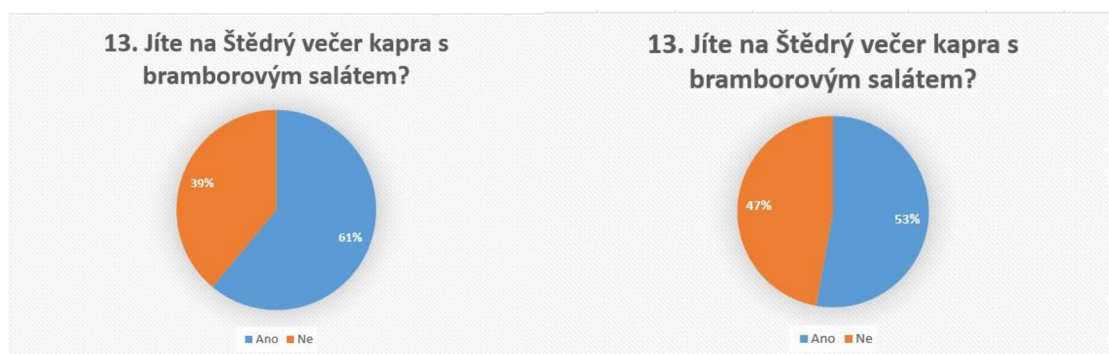 13. Jíte na Štědrý večer kapra s
bramborovým salátem?
39%
61%
Ano Ne
13. Jíte na Štědrý večer kapra s
bramborovým salátem?
47%
53%
Ano Ne